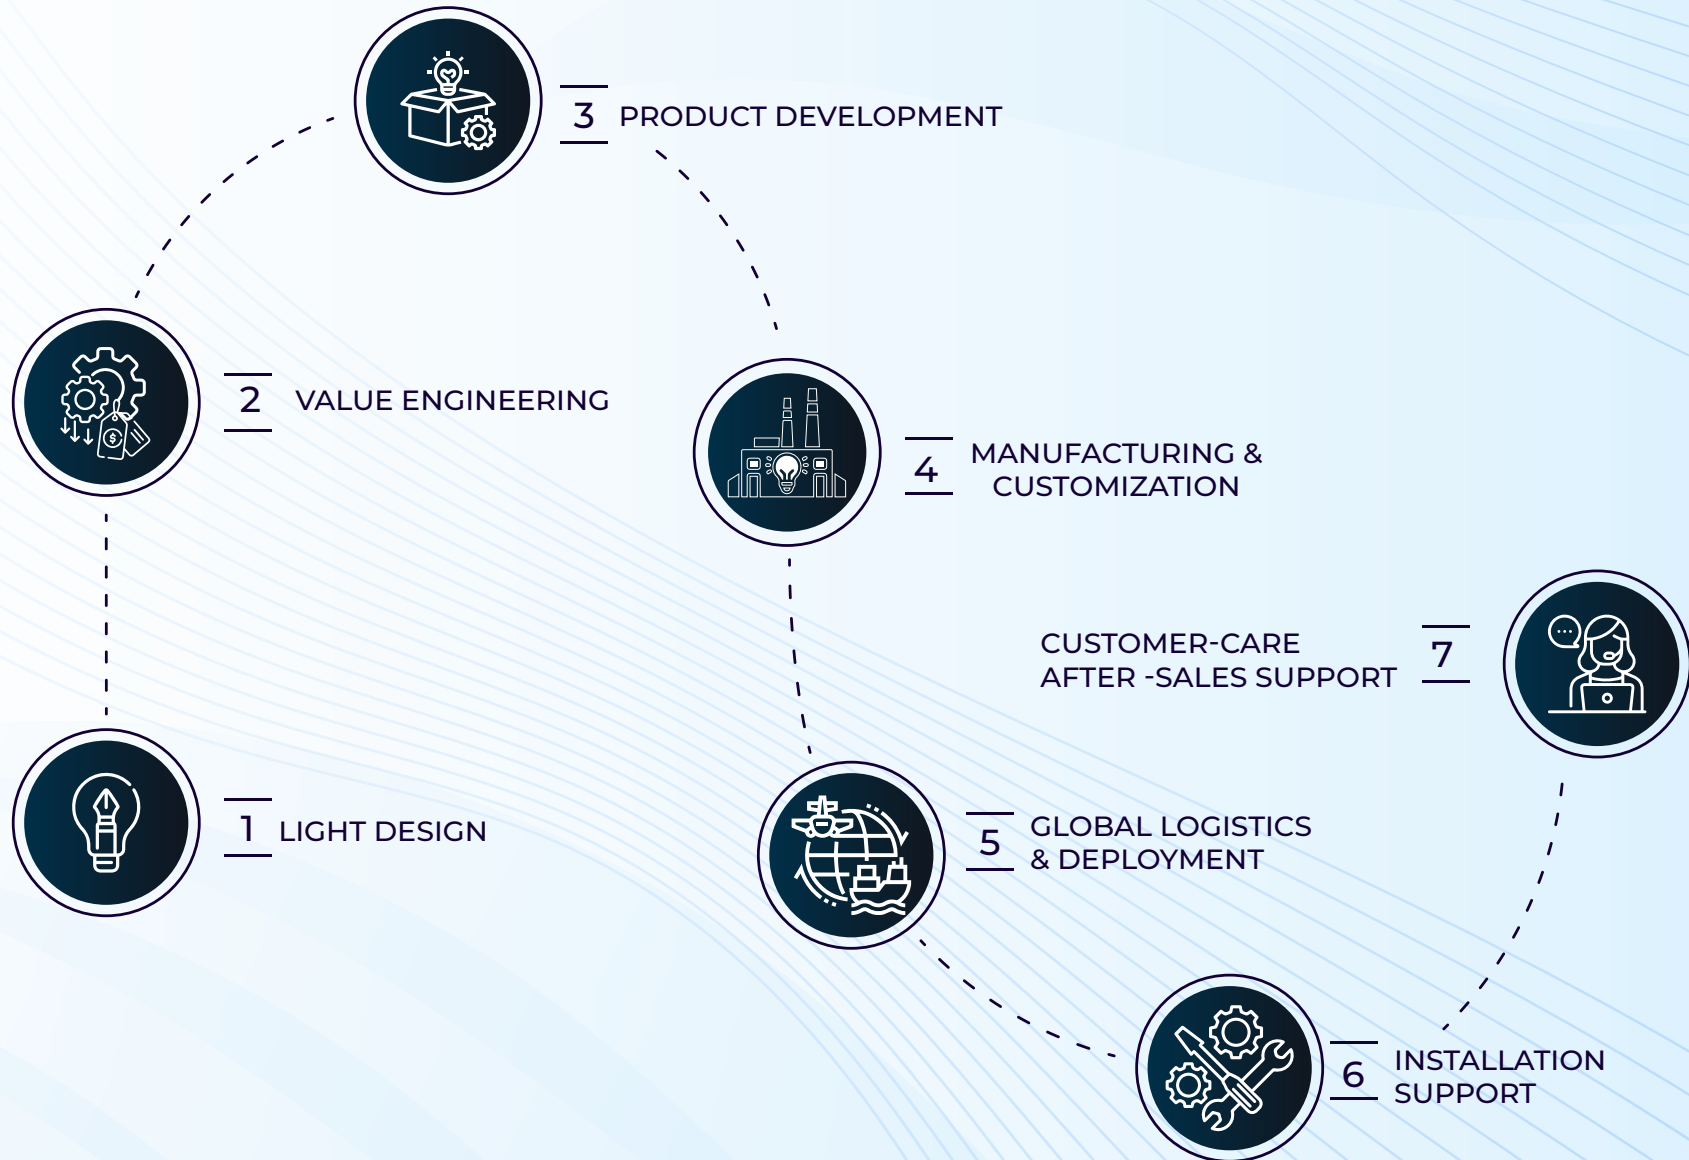 3 PRODUCT DEVELOPMENT
2 VALUE ENGINEERING
4 MANUFACTURING &
CUSTOMIZATION
CUSTOMER-CARE
AFTER -SALES SUPPORT 7
1 LIGHT DESIGN
5 GLOBAL LOGISTICS
& DEPLOYMENT
6 INSTALLATION
SUPPORT